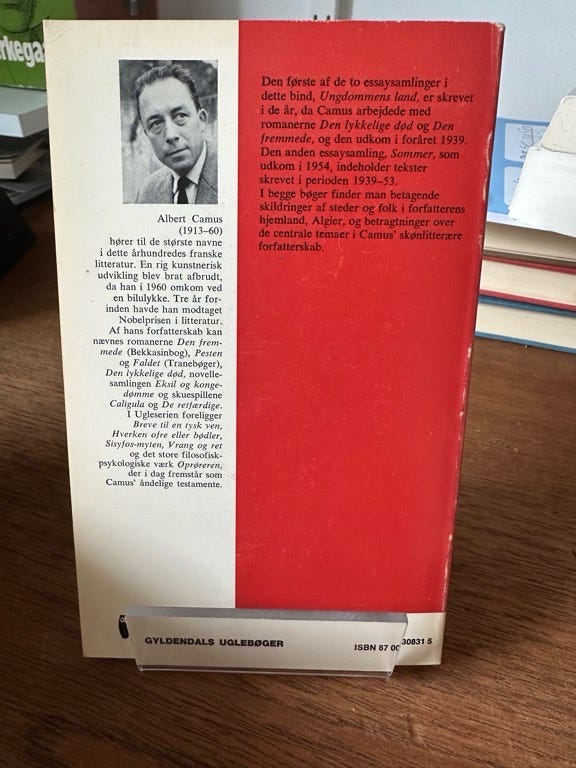 rkega
Albert Camus
(1913–60)
hører til de største navne
i dette århundredes franske
litteratur. En rig kunstnerisk
udvikling blev brat afbrudt,
da han i 1960 omkom ved
en bilulykke. Tre år for-
inden havde han modtaget
Nobelprisen i litteratur.
Af hans forfatterskab kan
nævnes romanerne Den frem-
mede (Bekkasinbog), Pesten
og Faldet (Tranebøger),
Den lykkelige død, novelle-
samlingen Eksil og konge-
dømme og skuespillene
Caligula og De retfærdige.
I Ugleserien foreligger
Breve til en tysk ven,
Hverken ofre eller bødler,
Sisyfos-myten, Vrang og ret
og det store filosofisk-
psykologiske værk Oprøreren,
der i dag fremstår som
Camus' åndelige testamente.
Den første af de to essaysamlinger i
dette bind, Ungdommens land, er skrevet
i de år, da Camus arbejdede med
romanerne Den lykkelige død og Den
fremmede, og den udkom i foråret 1939.
Den anden essaysamling, Sommer, som
udkom i 1954, indeholder tekster
skrevet i perioden 1939–53.
I begge bøger finder man betagende
skildringer af steder og folk i forfatterens
hjemland, Algier, og betragtninger over
de centrale temaer i Camus' skønlitterære
forfatterskab.
GYLDENDALS UGLEBØGER
ISBN 87 00 30831 5